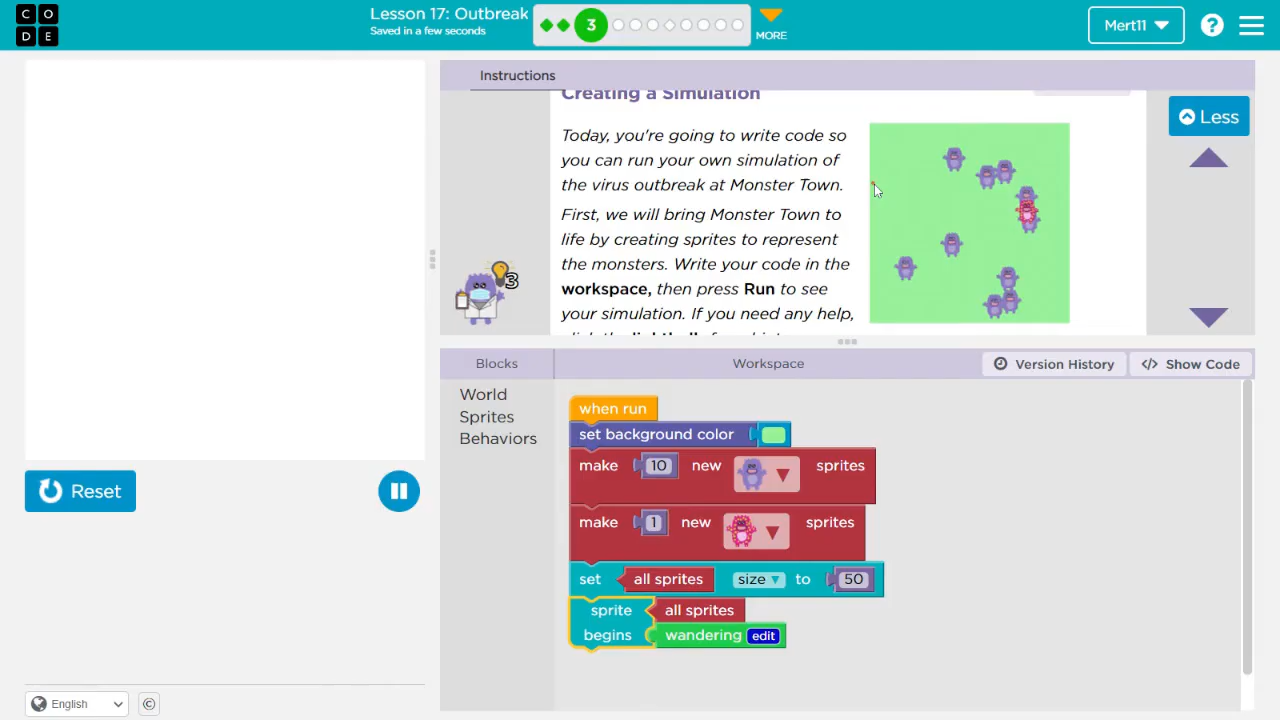 CO
DE
Lesson 17: Outbreak
Saved in a few seconds
3
MORE
Mert11
?
Instructions
Creating a Simulation
Today, you're going to write code so
you can run your own simulation of
the virus outbreak at Monster Town.
First, we will bring Monster Town to
life by creating sprites to represent
the monsters. Write your code in the
workspace, then press Run to see
your simulation. If you need any help,
3
Less
Reset
Blocks
Workspace
Version History
</> Show Code
World
Sprites
Behaviors
when run
set background color
make 10 new sprites
make 1 new sprites
set all sprites size to 50
sprite all sprites
begins wandering edit
English
©